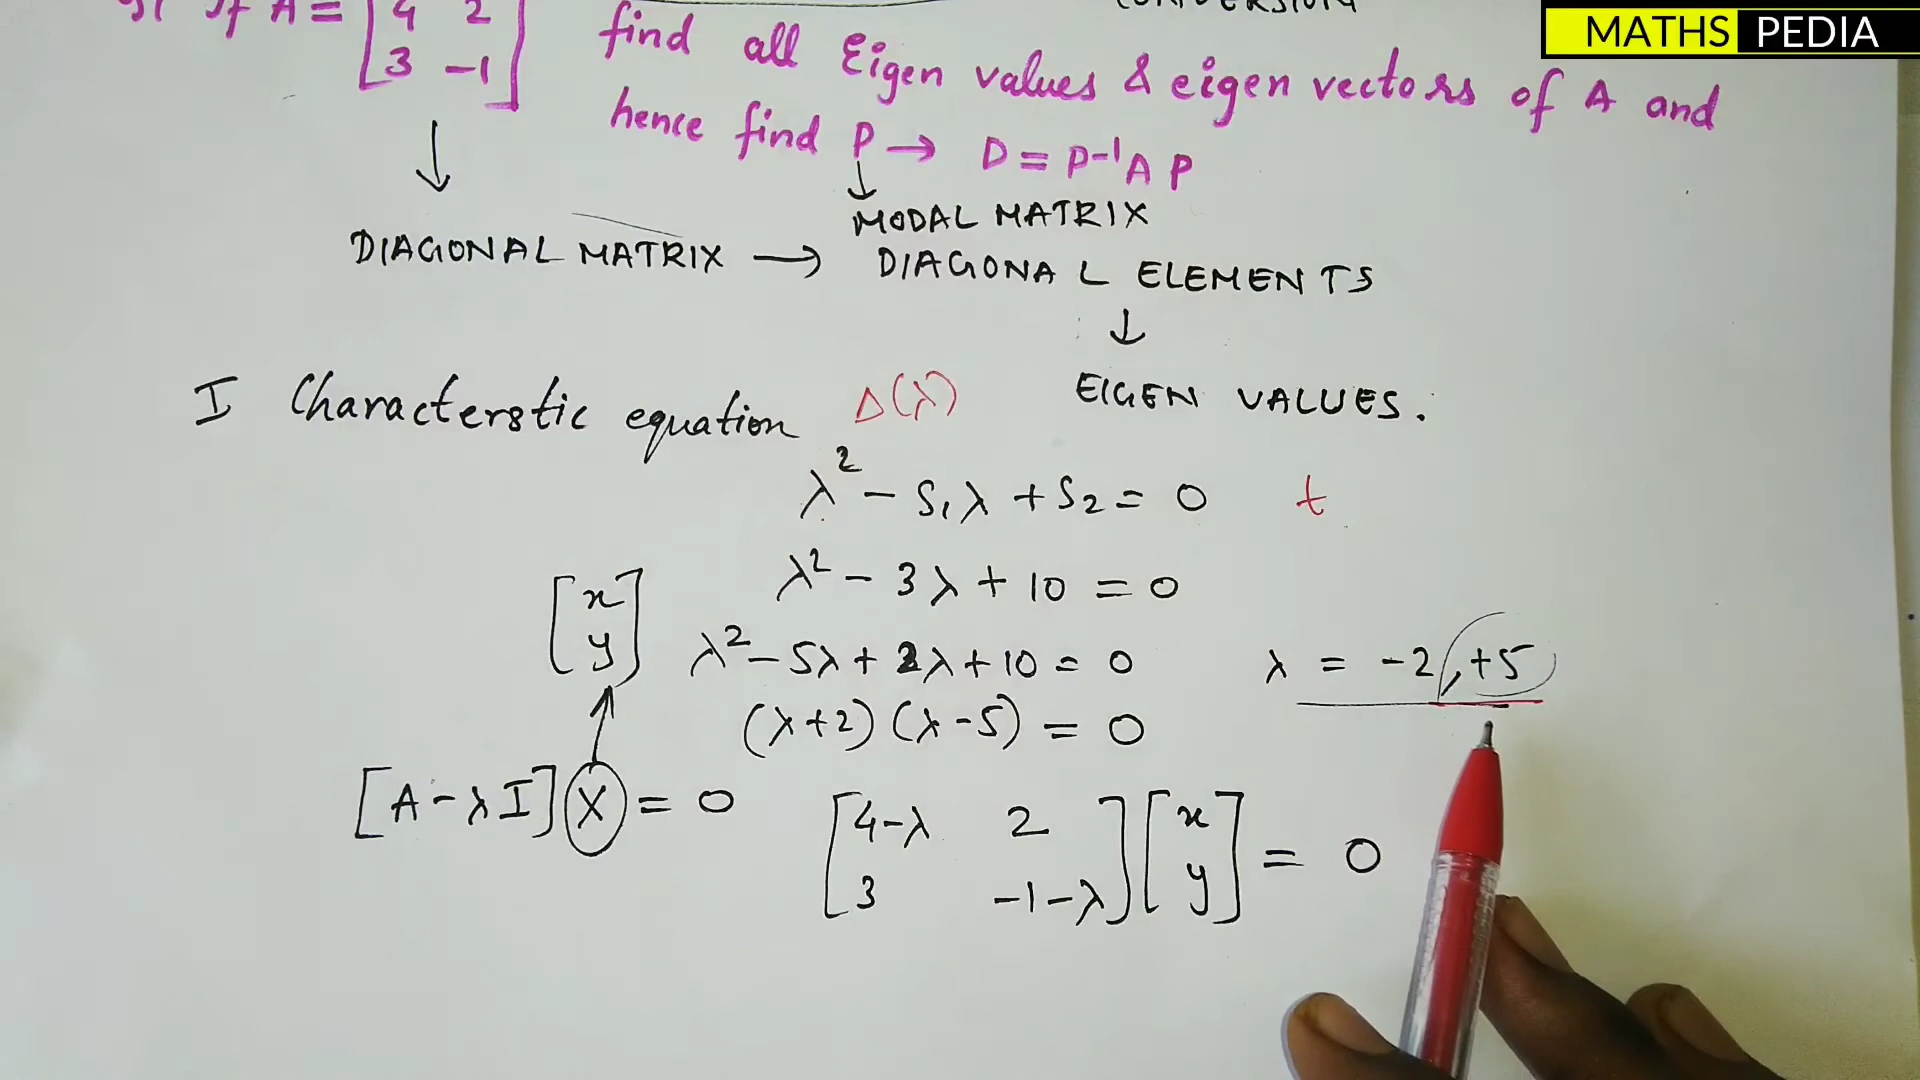 MATHS PEDIA
If A = [4 2
3 -1] find all Eigen values & eigen vectors of A and
hence find P → D = P⁻¹AP
↓ ↓
MODAL MATRIX
DIAGONAL MATRIX → DIAGONAL ELEMENTS
↓
I Characterstic equation Δ(λ) EIGEN VALUES.
λ² - S₁λ + S₂ = 0 t
λ² - 3λ + 10 = 0
[x
y] λ² - 5λ + 2λ + 10 = 0 λ = -2, +5
(λ+2) (λ-5) = 0
[A - λI] X = 0 [4-λ 2
3 -1-λ] [x
y] = 0